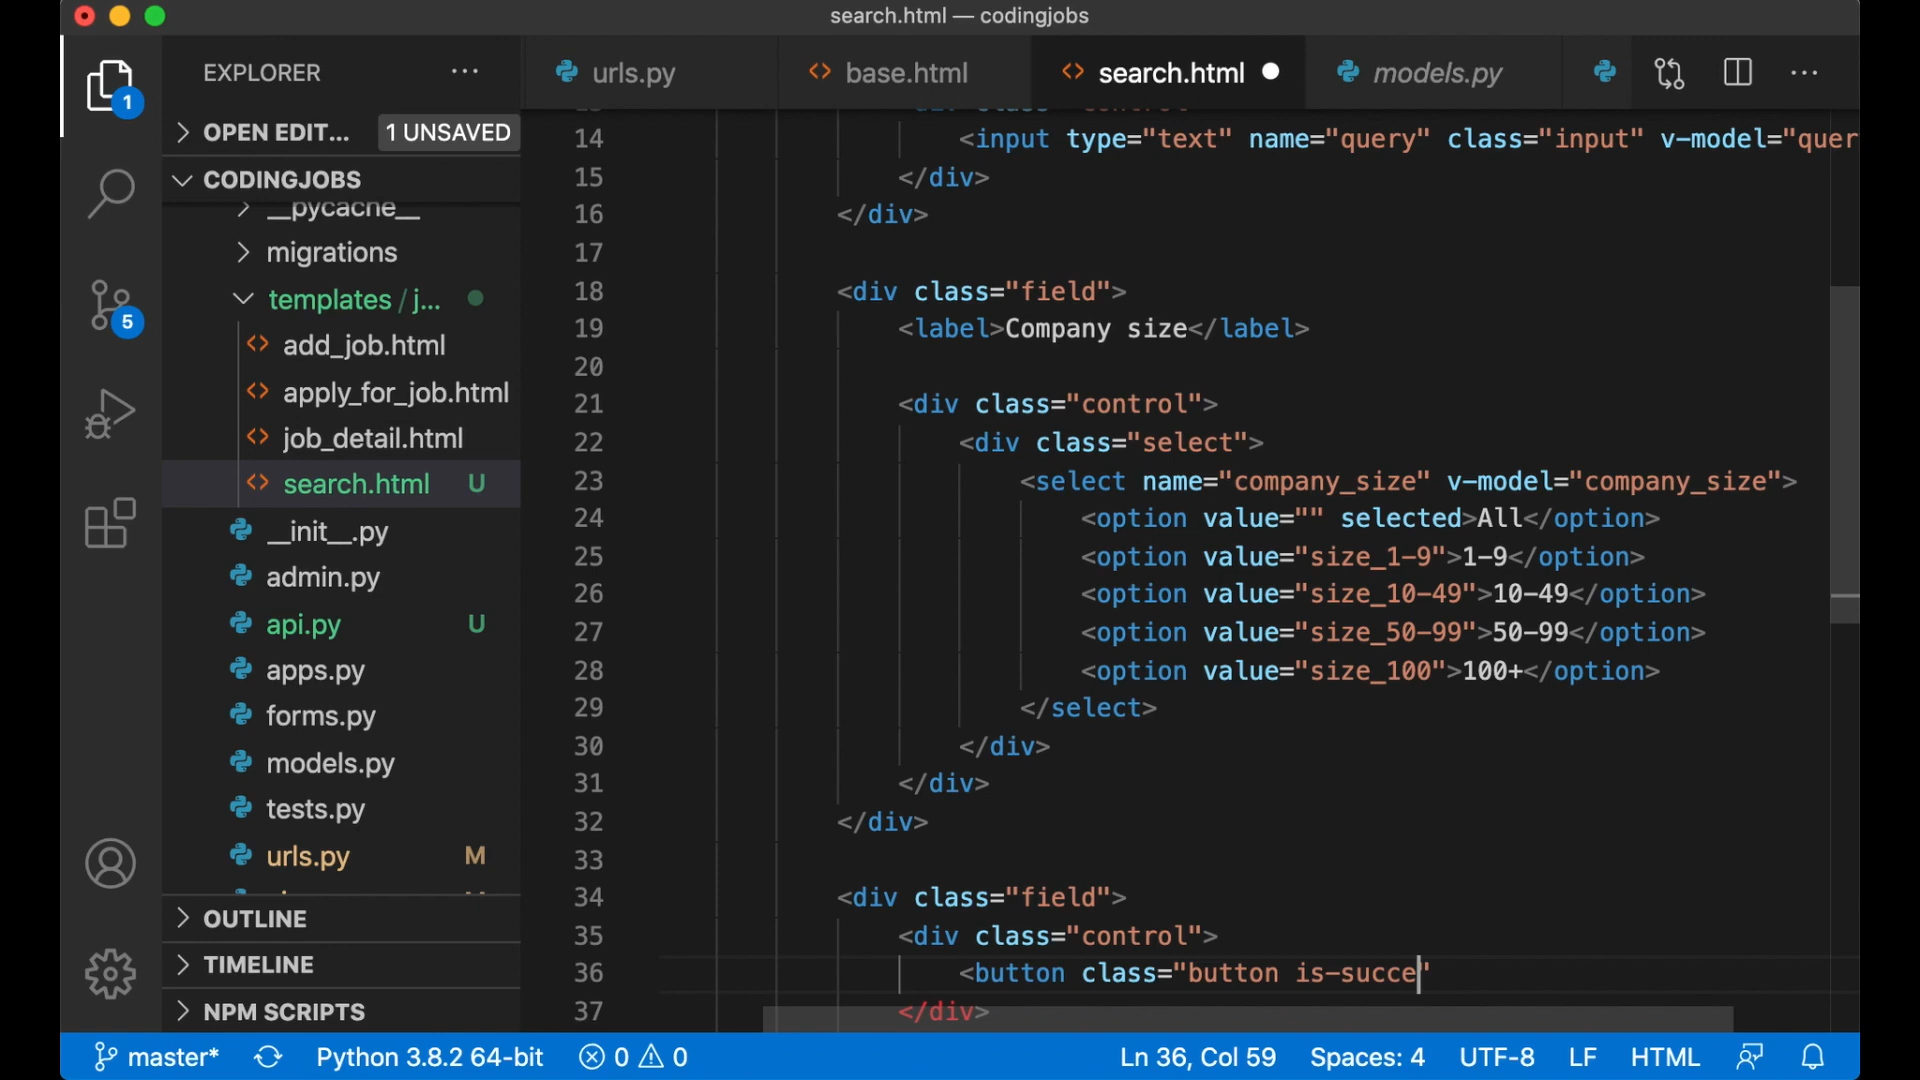 search.html — codingjobs
EXPLORER
urls.py
base.html
search.html
models.py
1
OPEN EDIT... 1 UNSAVED
CODINGJOBS
__pycache__
migrations
templates / j...
5
add_job.html
apply_for_job.html
job_detail.html
search.html U
__init__.py
admin.py
api.py U
apps.py
forms.py
models.py
tests.py
urls.py M
OUTLINE
TIMELINE
NPM SCRIPTS
14 <input type="text" name="query" class="input" v-model="quer
15 </div>
16 </div>
17
18 <div class="field">
19 <label>Company size</label>
20
21 <div class="control">
22 <div class="select">
23 <select name="company_size" v-model="company_size">
24 <option value="" selected>All</option>
25 <option value="size_1-9">1-9</option>
26 <option value="size_10-49">10-49</option>
27 <option value="size_50-99">50-99</option>
28 <option value="size_100">100+</option>
29 </select>
30 </div>
31 </div>
32 </div>
33
34 <div class="field">
35 <div class="control">
36 <button class="button is-succe"
37 </div>
master* Python 3.8.2 64-bit 0 0 Ln 36, Col 59 Spaces: 4 UTF-8 LF HTML